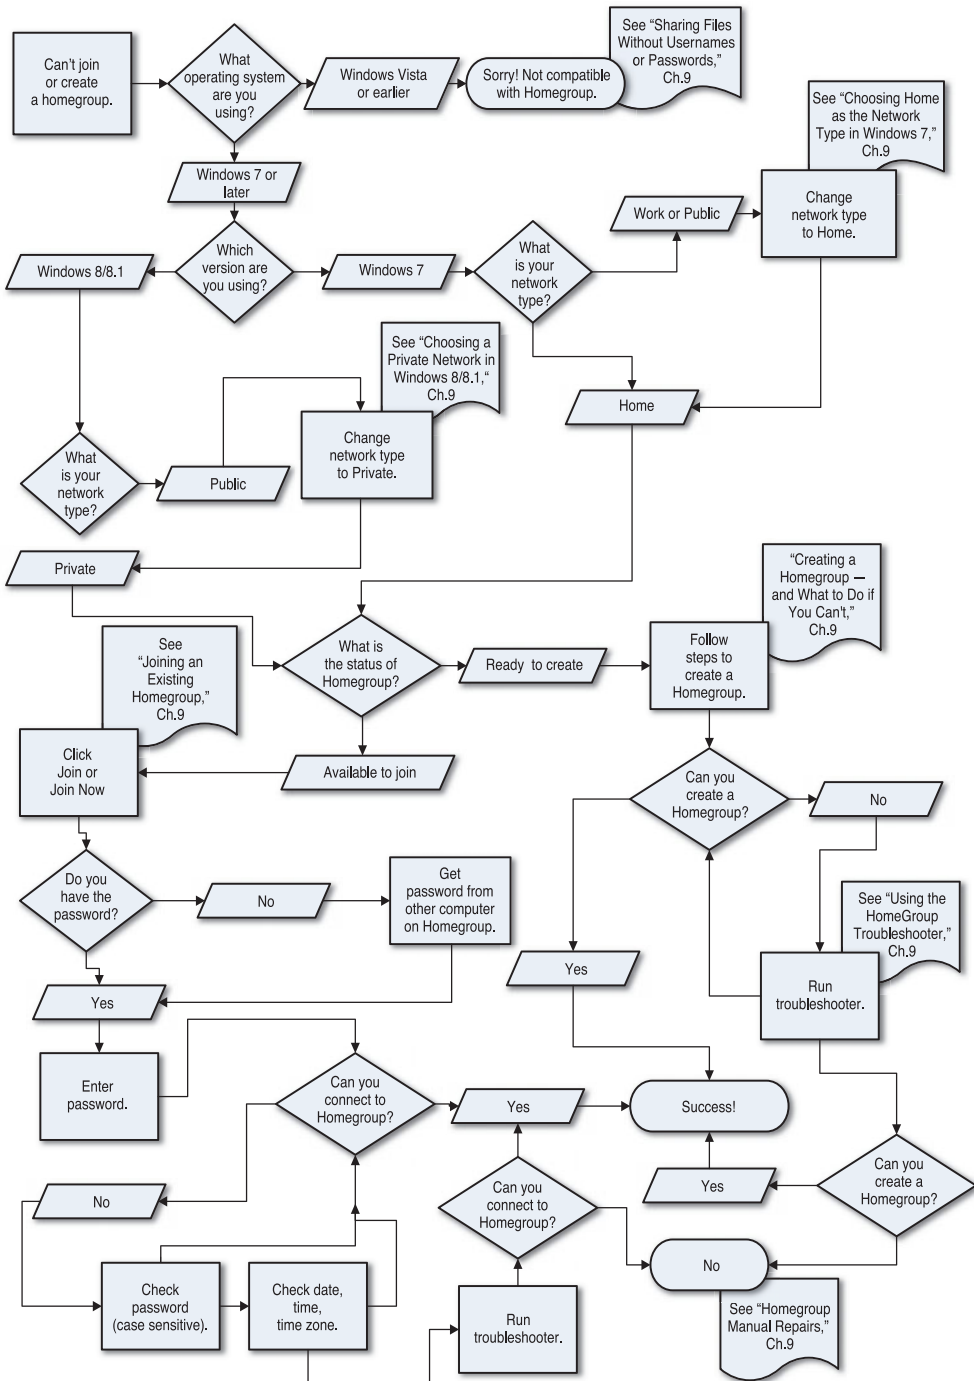 Can't join
or create
a homegroup.
What
operating system
are you
using?
Windows Vista
or earlier
Sorry! Not compatible
with Homegroup.
See “Sharing Files
Without Usernames
or Passwords,”
Ch.9
See “Choosing Home
as the Network
Type in Windows 7,”
Ch.9
Windows 7 or
later
Work or Public
Change
network type
to Home.
Windows 8/8.1
Which
version are
you using?
Windows 7
What
is your
network
type?
See “Choosing a
Private Network in
Windows 8/8.1,“
Ch.9
Home
Change
network type
to Private.
What
is your
network
type?
Public
Private
“Creating a
Homegroup —
and What to Do if
You Can't,”
Ch.9
See
“Joining an
Existing
Homegroup,”
Ch.9
What is
the status of
Homegroup?
Ready to create
Follow
steps to
create a
Homegroup.
Click
Join or
Join Now
Available to join
Can you
create a
Homegroup?
No
Do you
have the
password?
No
Get
password from
other computer
on Homegroup.
See “Using the
HomeGroup
Troubleshooter,”
Ch.9
Yes
Yes
Run
troubleshooter.
Enter
password.
Can you
connect to
Homegroup?
Yes
Success!
No
Can you
connect to
Homegroup?
Yes
Can you
create a
Homegroup?
No
Check
password
(case sensitive).
Check date,
time,
time zone.
Run
troubleshooter.
See “Homegroup
Manual Repairs,”
Ch.9